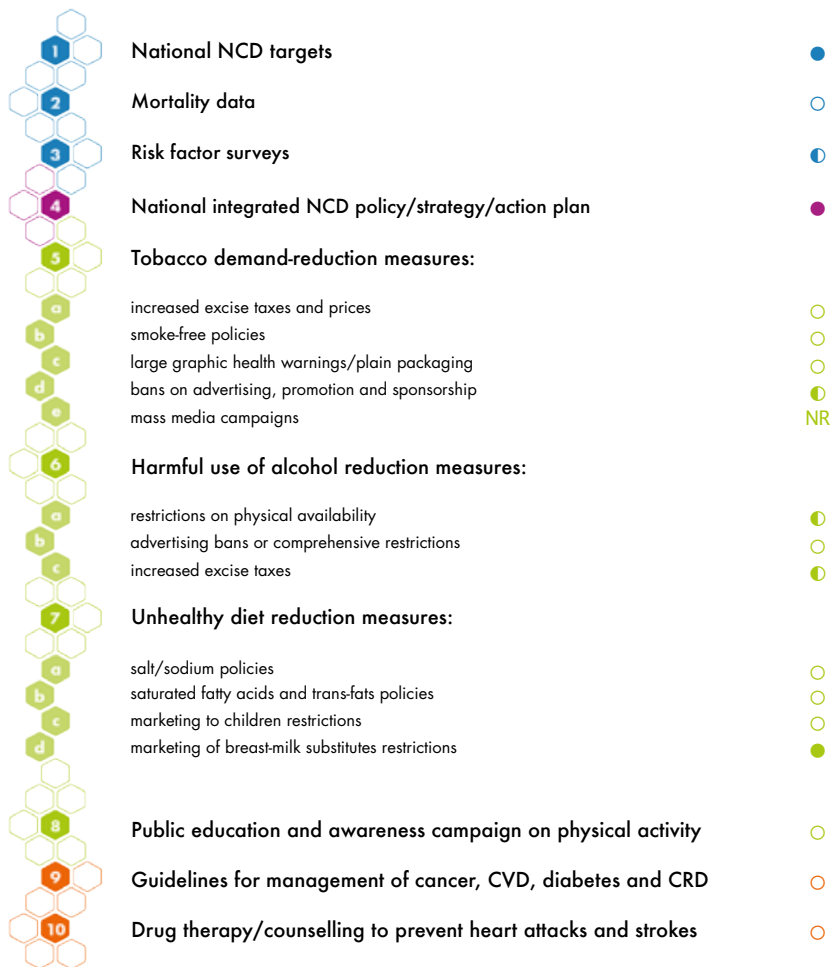 1 National NCD targets
2 Mortality data
3 Risk factor surveys
4 National integrated NCD policy/strategy/action plan
5 Tobacco demand-reduction measures:
a increased excise taxes and prices
b smoke-free policies
c large graphic health warnings/plain packaging
d bans on advertising, promotion and sponsorship
e mass media campaigns NR
6 Harmful use of alcohol reduction measures:
a restrictions on physical availability
b advertising bans or comprehensive restrictions
c increased excise taxes
7 Unhealthy diet reduction measures:
a salt/sodium policies
b saturated fatty acids and trans-fats policies
c marketing to children restrictions
d marketing of breast-milk substitutes restrictions
8 Public education and awareness campaign on physical activity
9 Guidelines for management of cancer, CVD, diabetes and CRD
10 Drug therapy/counselling to prevent heart attacks and strokes